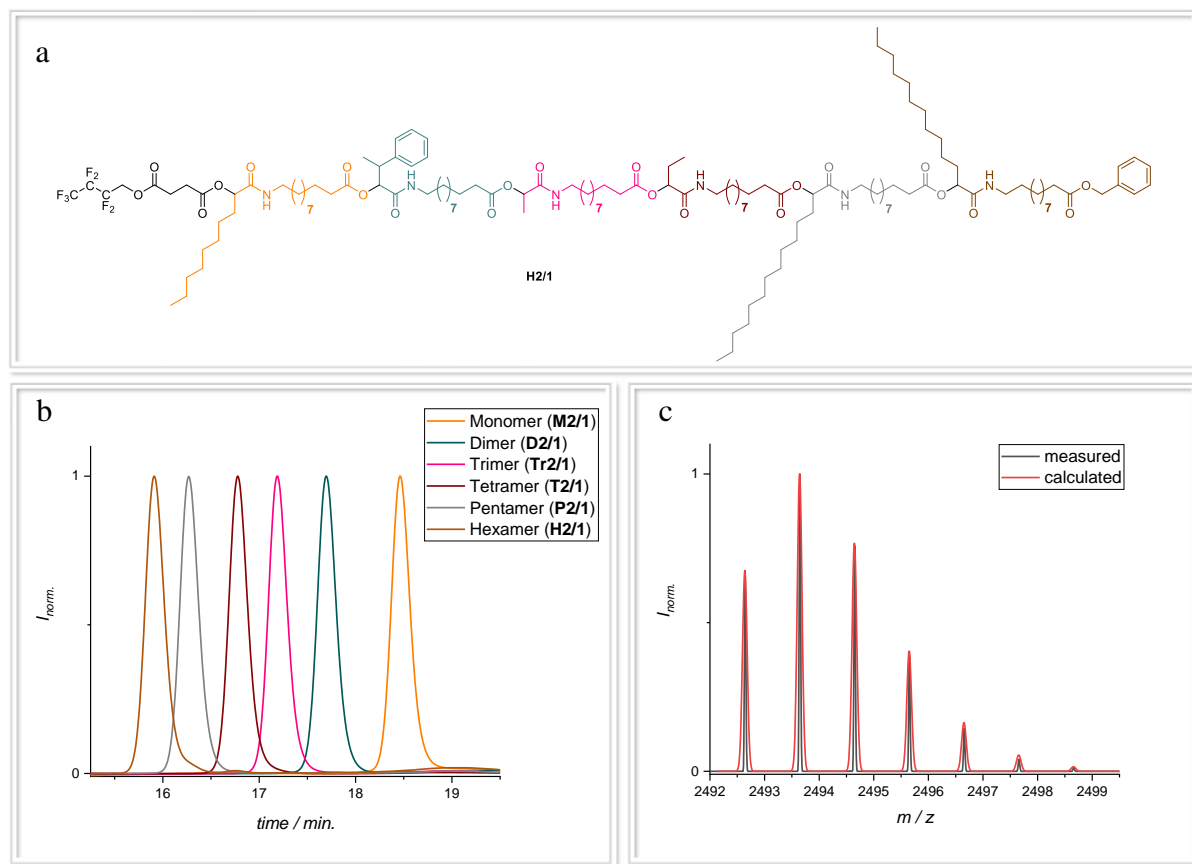 a
O O O O O O O O O
F₂ H H H
F₃C O O O N O N O N O N O N O N O
F₂ H H H
O O O O O
7 7 7 7 7 7
H2/1
b
Monomer (M2/1)
Dimer (D2/1)
Trimer (Tr2/1)
Tetramer (T2/1)
Pentamer (P2/1)
Hexamer (H2/1)
1
I norm.
0
16 17 18 19
time / min.
c
measured
calculated
1
I norm.
0
2492 2493 2494 2495 2496 2497 2498 2499
m / z